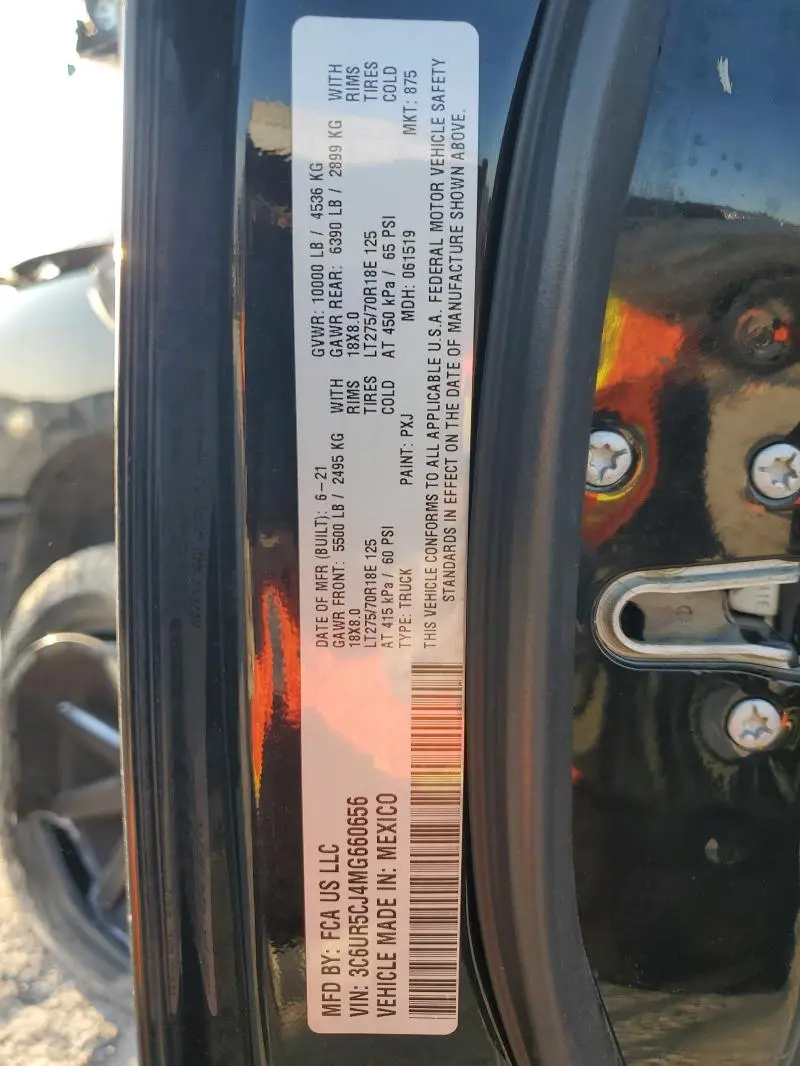 MFD BY: FCA US LLC
VIN: 3C6UR5CJ4MG660656
VEHICLE MADE IN: MEXICO
DATE OF MFR (BUILT): 6-21
GVWR: 10000 LB / 4536 KG
GAWR FRONT: 5500 LB / 2495 KG WITH
GAWR REAR: 6390 LB / 2899 KG WITH
18X8.0 RIMS
18X8.0 RIMS
LT275/70R18E 125 TIRES
LT275/70R18E 125 TIRES
AT 415 kPa / 60 PSI COLD
AT 450 kPa / 65 PSI COLD
TYPE: TRUCK PAINT: PXJ MDH: 061519 MKT: 875
THIS VEHICLE CONFORMS TO ALL APPLICABLE U.S.A. FEDERAL MOTOR VEHICLE SAFETY
STANDARDS IN EFFECT ON THE DATE OF MANUFACTURE SHOWN ABOVE.